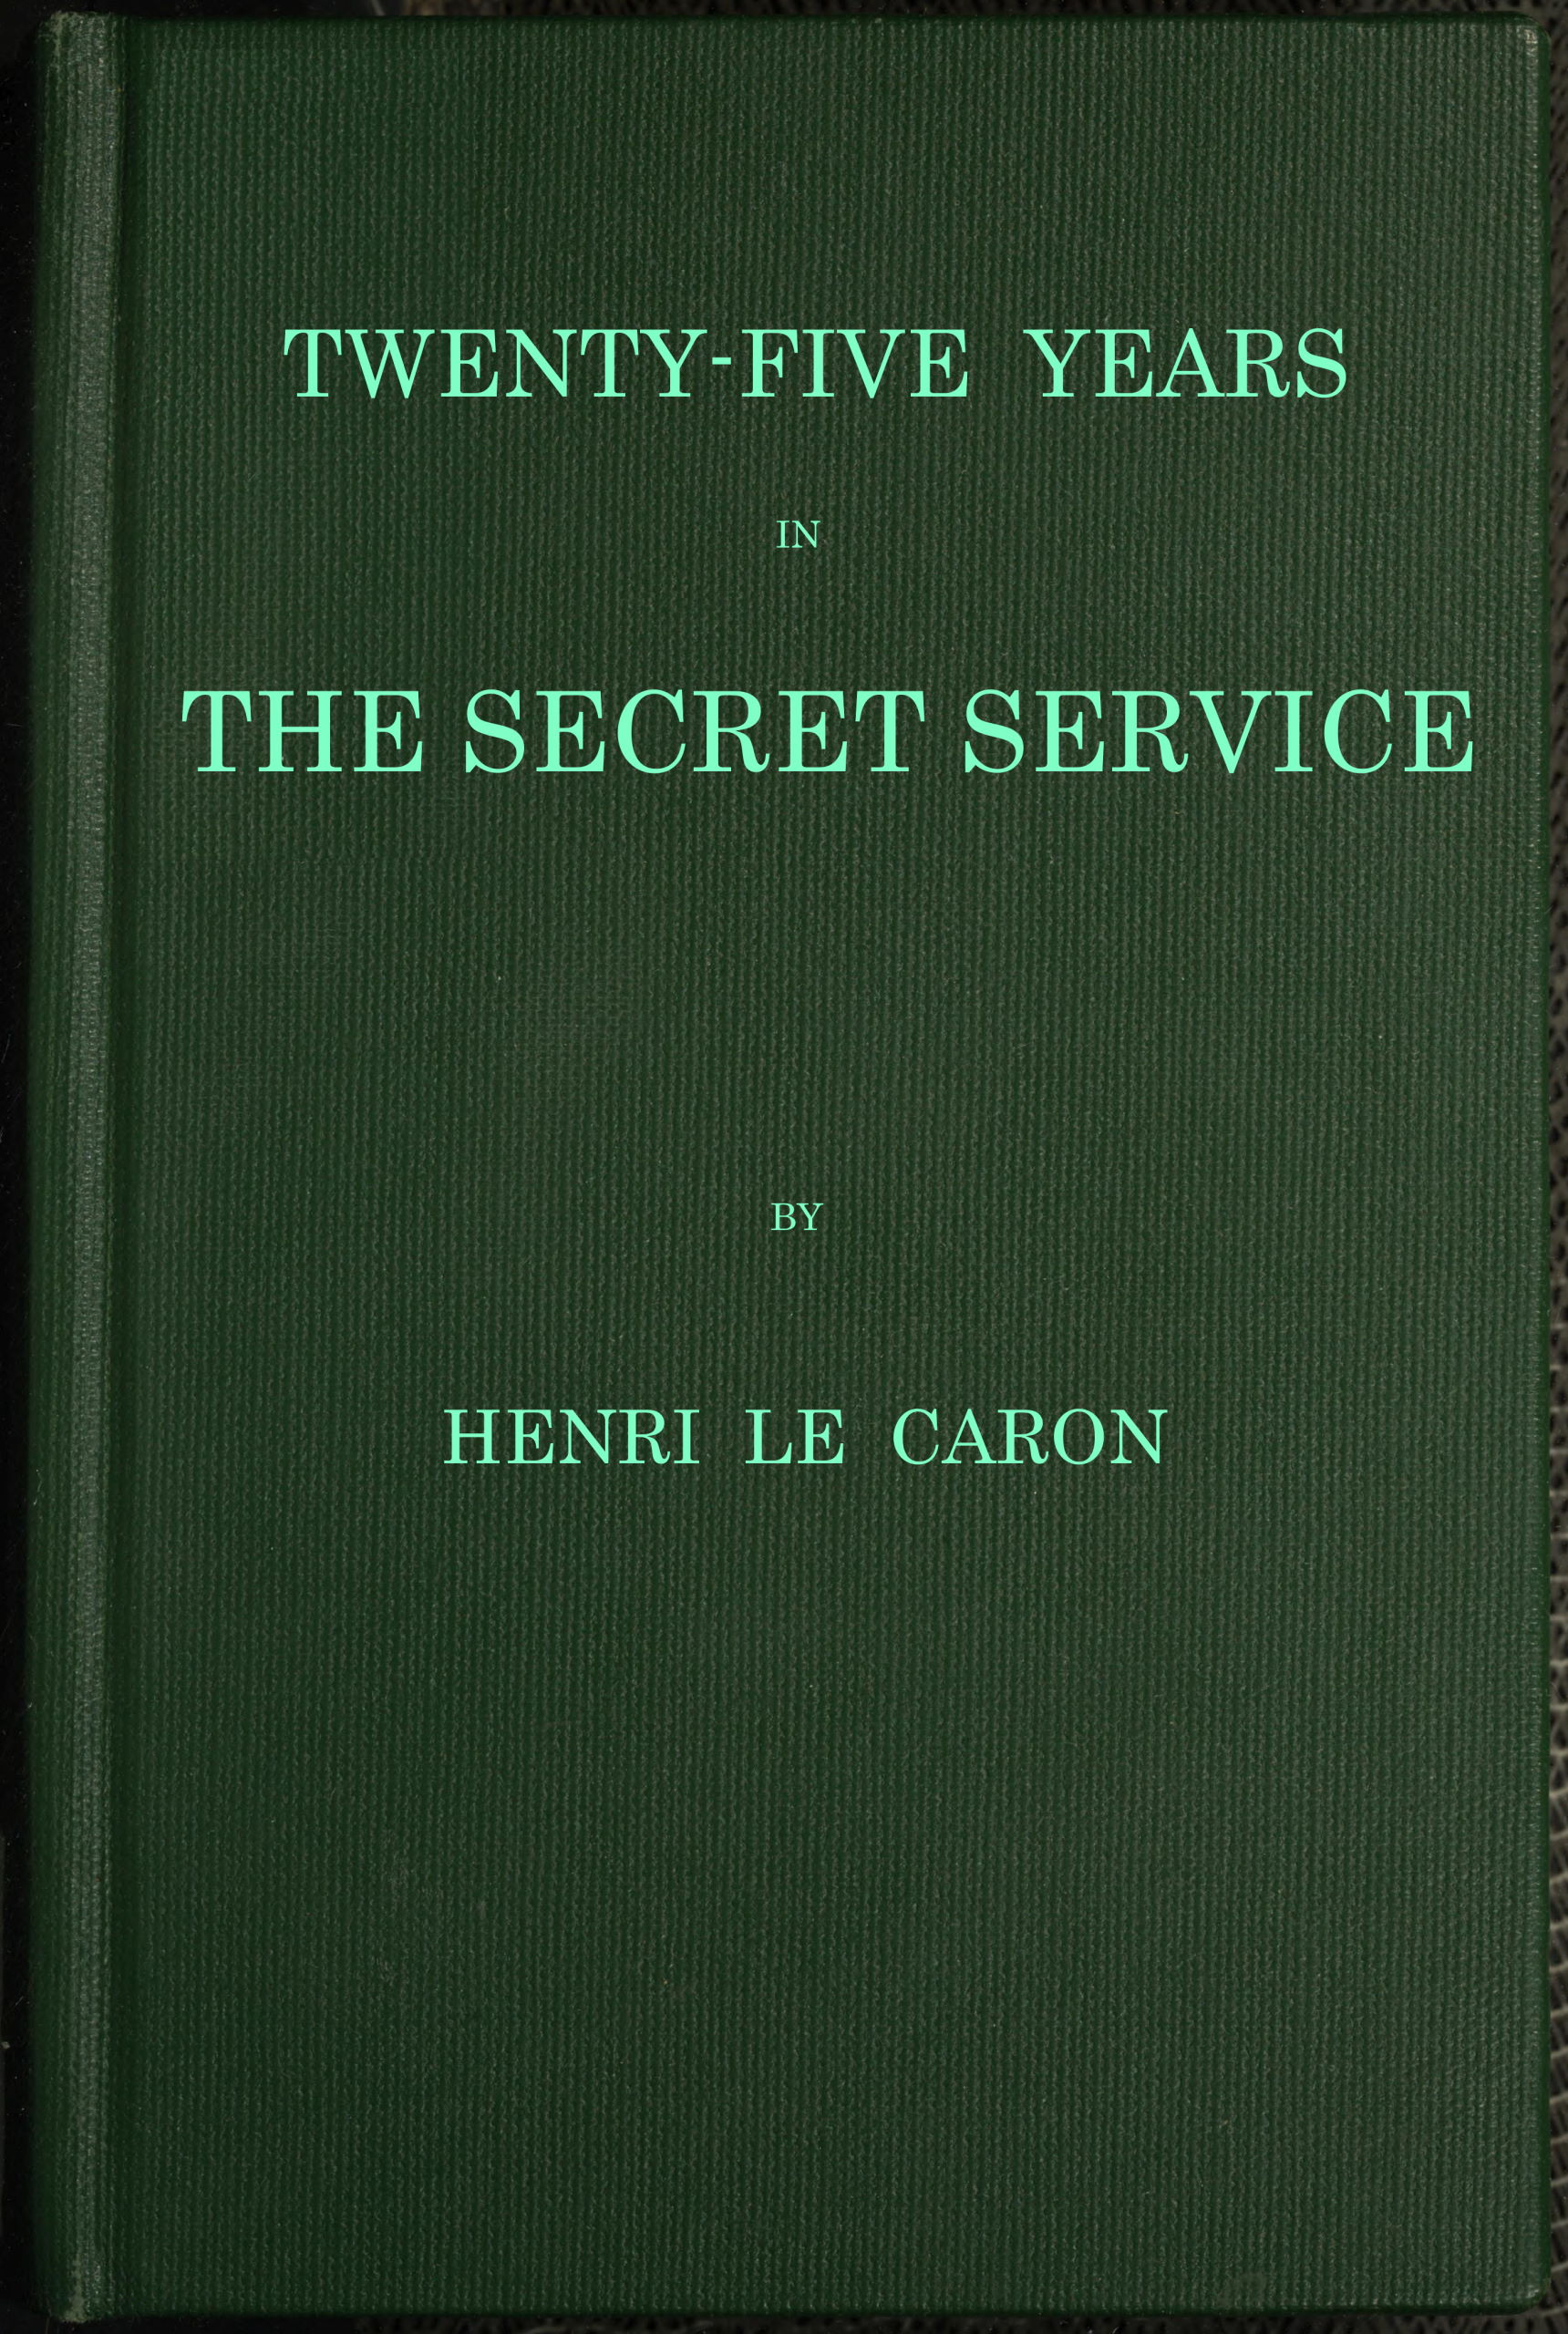 TWENTY-FIVE YEARS
IN
THE SECRET SERVICE
BY
HENRI LE CARON